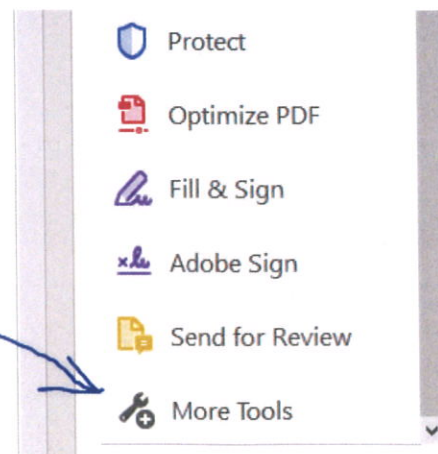 Protect
Optimize PDF
Fill & Sign
Adobe Sign
Send for Review
More Tools